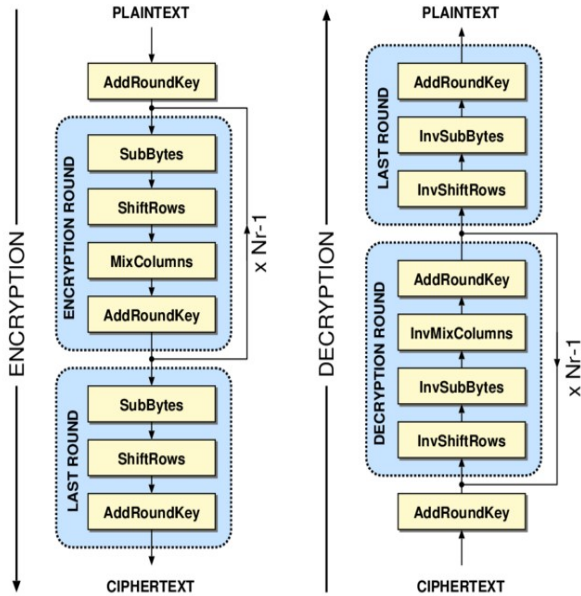 PLAINTEXT
AddRoundKey
SubBytes
ShiftRows
MixColumns
AddRoundKey
ENCRYPTION ROUND
x Nr-1
SubBytes
ShiftRows
AddRoundKey
LAST ROUND
CIPHERTEXT
ENCRYPTION
PLAINTEXT
AddRoundKey
InvSubBytes
InvShiftRows
LAST ROUND
AddRoundKey
InvMixColumns
InvSubBytes
InvShiftRows
DECRYPTION ROUND
x Nr-1
AddRoundKey
CIPHERTEXT
DECRYPTION